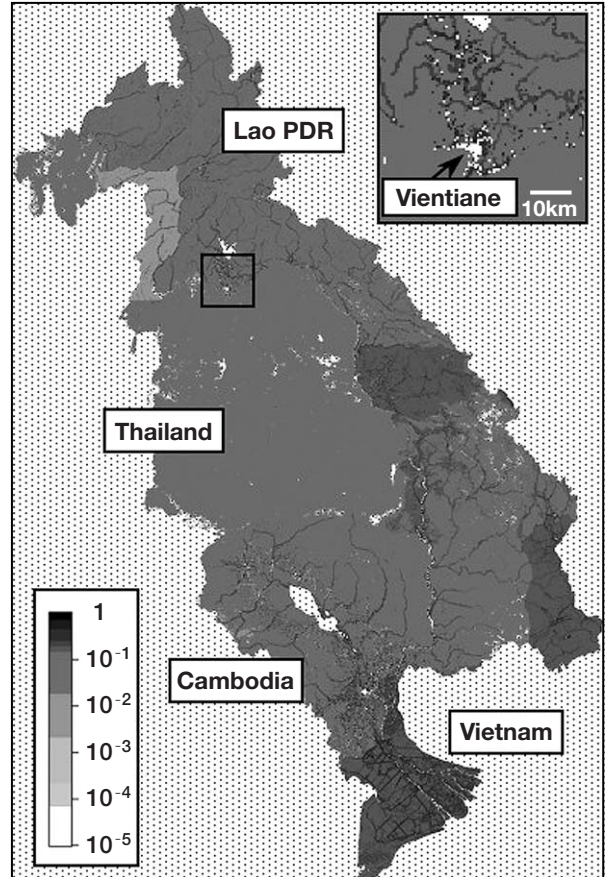 Lao PDR
Vientiane
10km
Thailand
1
10⁻¹
10⁻²
10⁻³
10⁻⁴
10⁻⁵
Cambodia
Vietnam